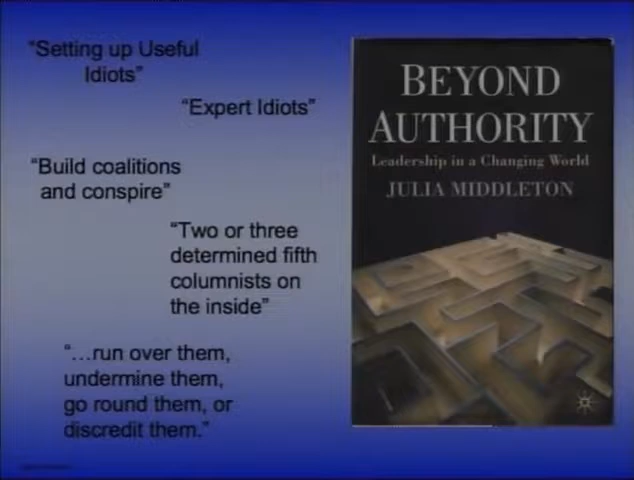 “Setting up Useful
Idiots”
“Expert Idiots”
“Build coalitions
and conspire”
“Two or three
determined fifth
columnists on
the inside”
“...run over them,
undermine them,
go round them, or
discredit them.”
BEYOND
AUTHORITY
Leadership in a Changing World
JULIA MIDDLETON